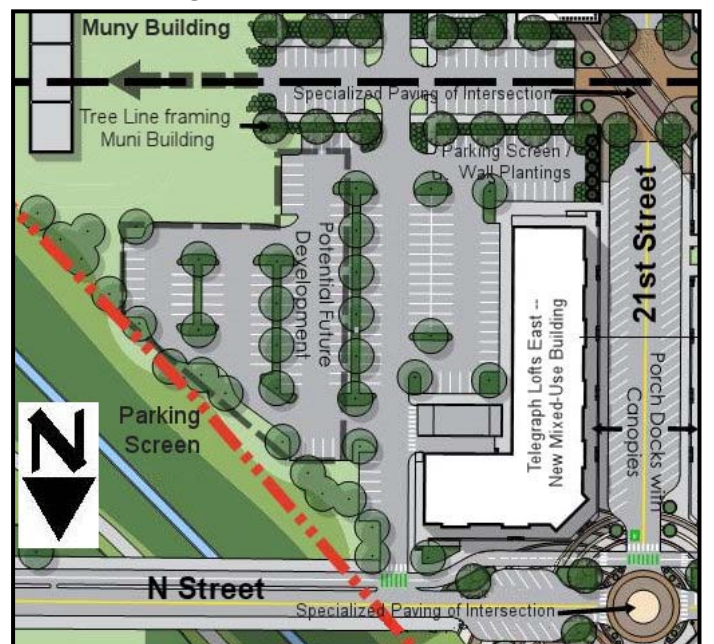 Muny Building
Specialized Paving of Intersection
Tree Line framing
Muni Building
Parking Screen /
Wall Plantings
21st Street
Potential Future
Development
Telegraph Lofts East --
New Mixed-Use Building
Porch Docks with
Canopies
Parking
Screen
N
N Street
Specialized Paving of Intersection